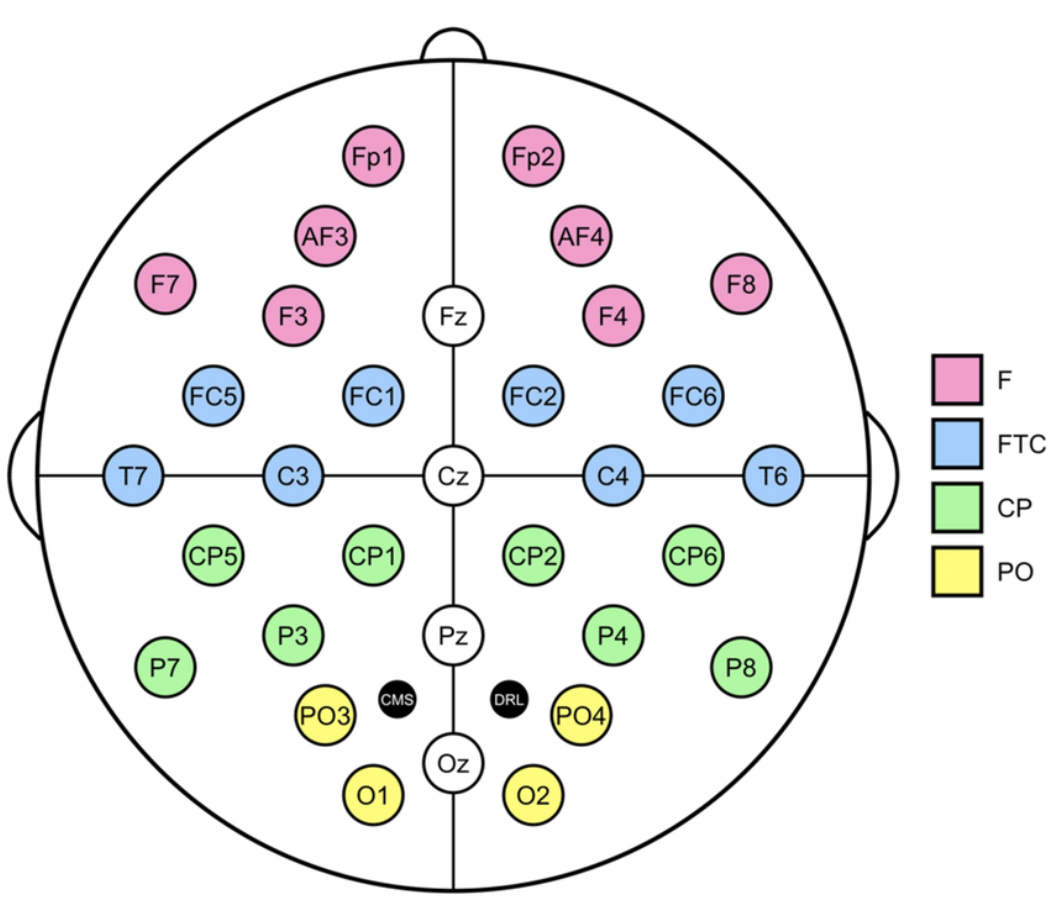 Fp1 Fp2
AF3 AF4
F7 F8
F3 Fz F4
FC5 FC1 FC2 FC6
T7 C3 Cz C4 T6
CP5 CP1 CP2 CP6
P3 Pz P4
P7 P8
CMS DRL
PO3 PO4
Oz
O1 O2
F
FTC
CP
PO